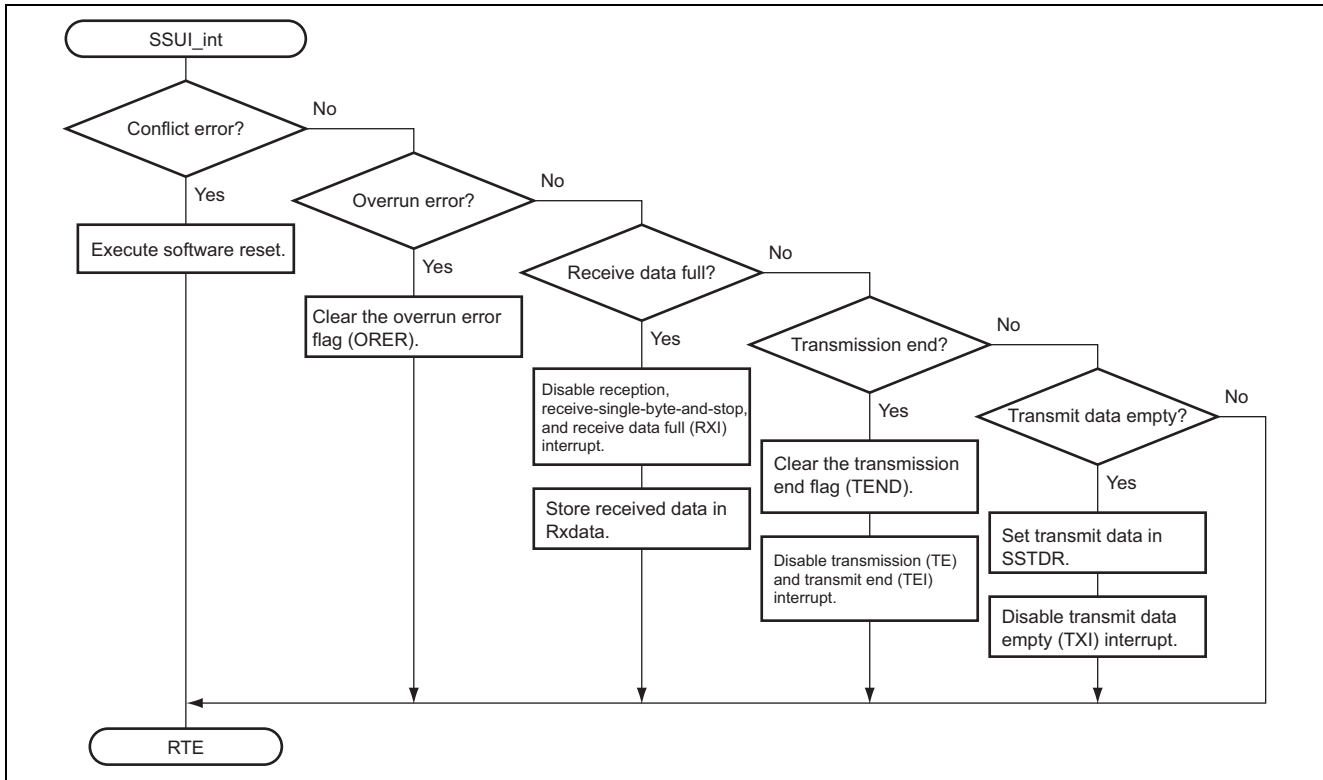 SSUI_int
Conflict error?
No
Yes
Execute software reset.
Overrun error?
No
Yes
Clear the overrun error
flag (ORER).
Receive data full?
No
Yes
Disable reception,
receive-single-byte-and-stop,
and receive data full (RXI)
interrupt.
Store received data in
Rxdata.
Transmission end?
No
Yes
Clear the transmission
end flag (TEND).
Disable transmission (TE)
and transmit end (TEI)
interrupt.
Transmit data empty?
No
Yes
Set transmit data in
SSTDR.
Disable transmit data
empty (TXI) interrupt.
RTE